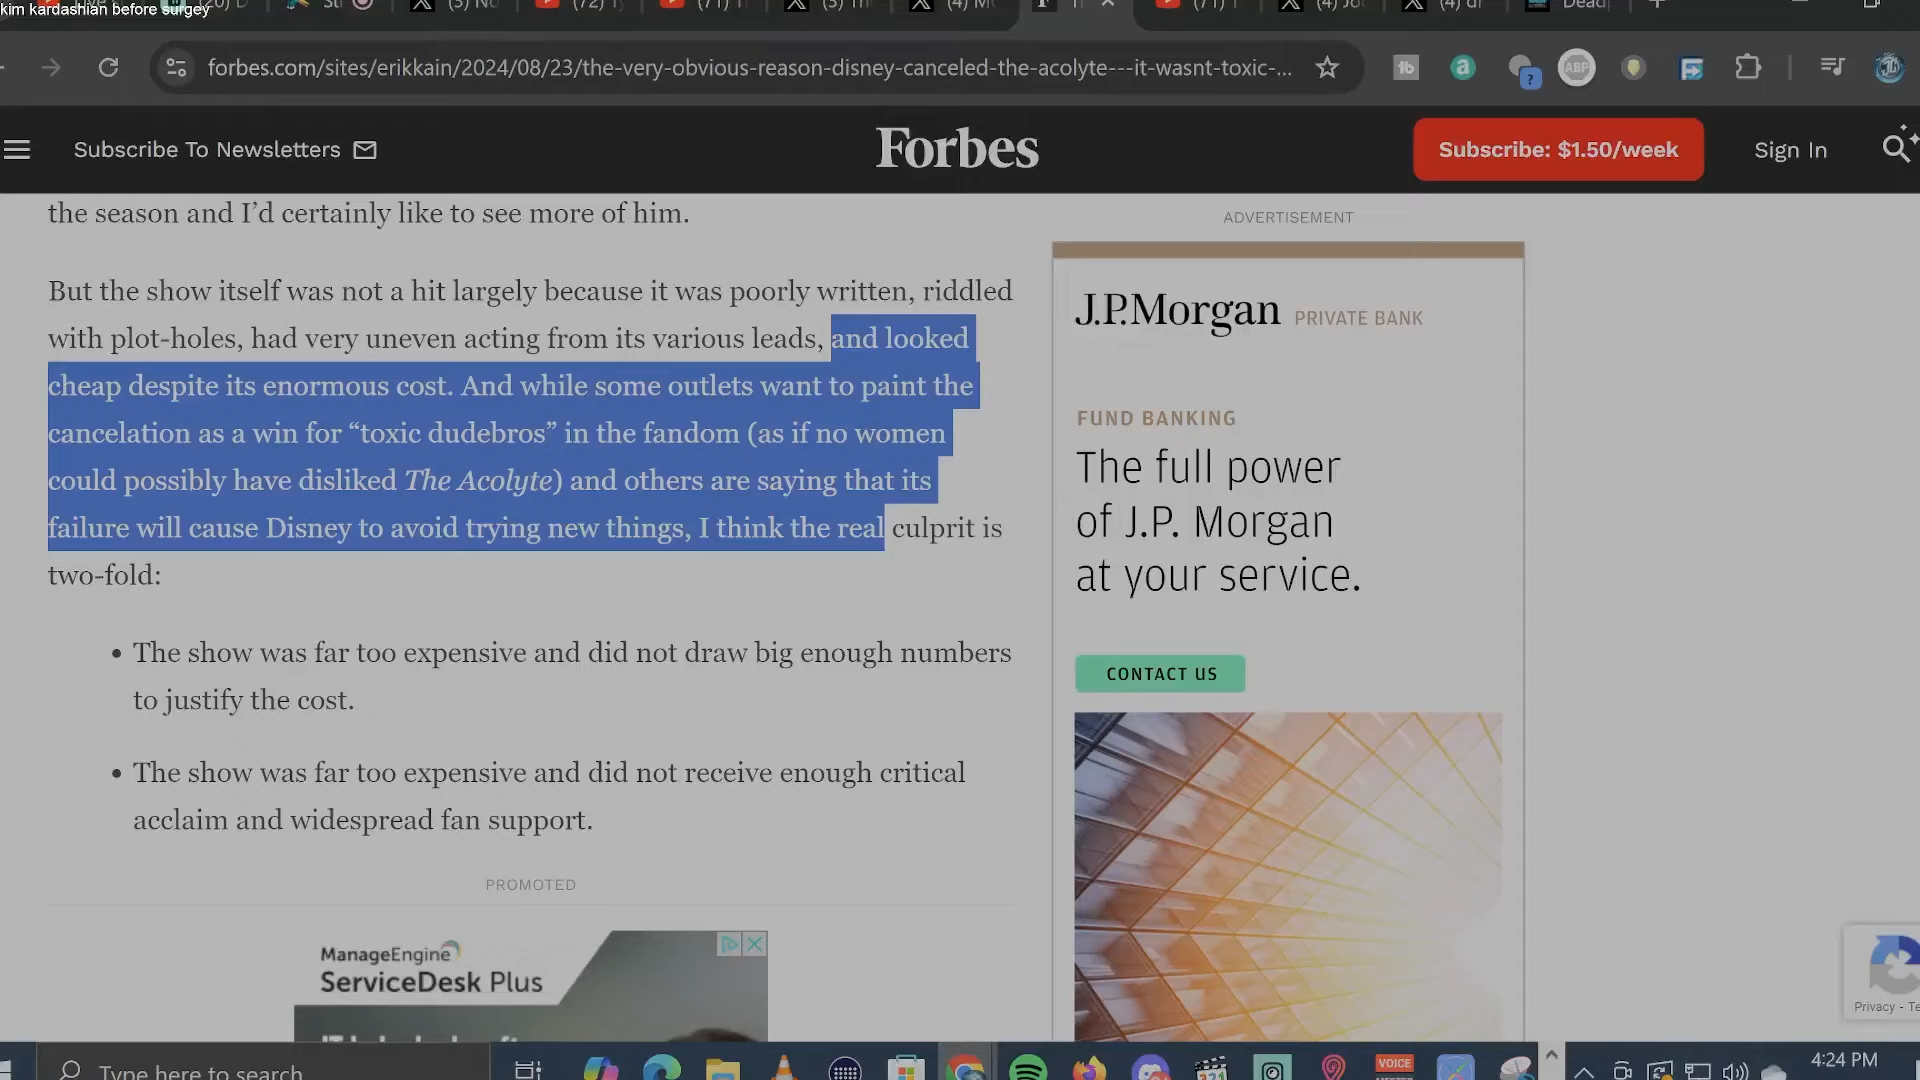 kim kardashian before surgey
forbes.com/sites/erikkain/2024/08/23/the-very-obvious-reason-disney-canceled-the-acolyte---it-wasnt-toxic-...
Subscribe To Newsletters
Forbes
Subscribe: $1.50/week
Sign In
the season and I'd certainly like to see more of him.
But the show itself was not a hit largely because it was poorly written, riddled
with plot-holes, had very uneven acting from its various leads, and looked
cheap despite its enormous cost. And while some outlets want to paint the
cancelation as a win for “toxic dudebros” in the fandom (as if no women
could possibly have disliked The Acolyte) and others are saying that its
failure will cause Disney to avoid trying new things, I think the real culprit is
two-fold:
• The show was far too expensive and did not draw big enough numbers
to justify the cost.
• The show was far too expensive and did not receive enough critical
acclaim and widespread fan support.
PROMOTED
ManageEngine
ServiceDesk Plus
ADVERTISEMENT
J.P.Morgan PRIVATE BANK
FUND BANKING
The full power
of J.P. Morgan
at your service.
CONTACT US
Privacy - Te
Type here to search
VOICE
4:24 PM